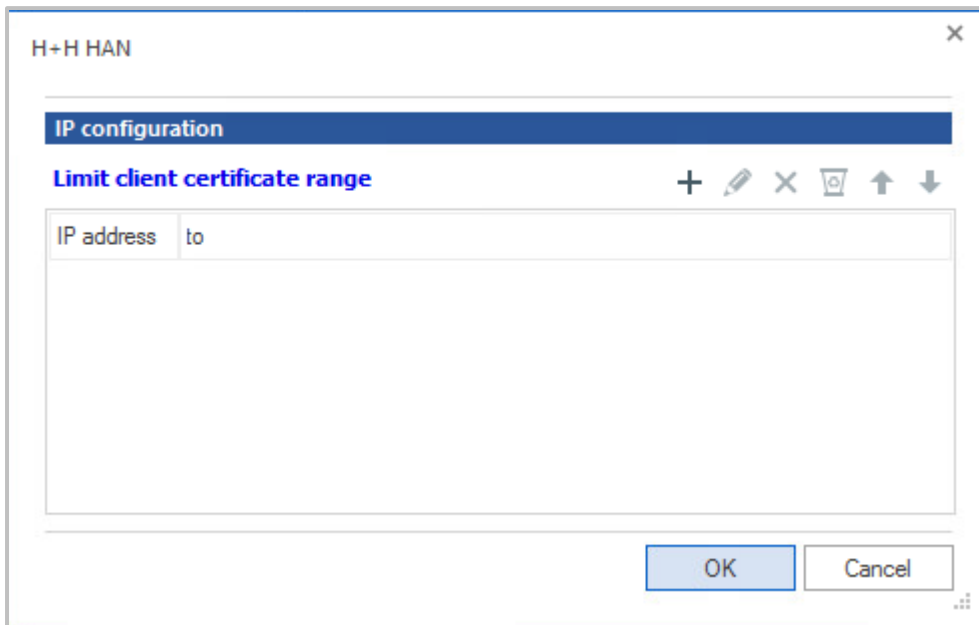 H+H HAN
IP configuration
Limit client certificate range
IP address to
OK Cancel